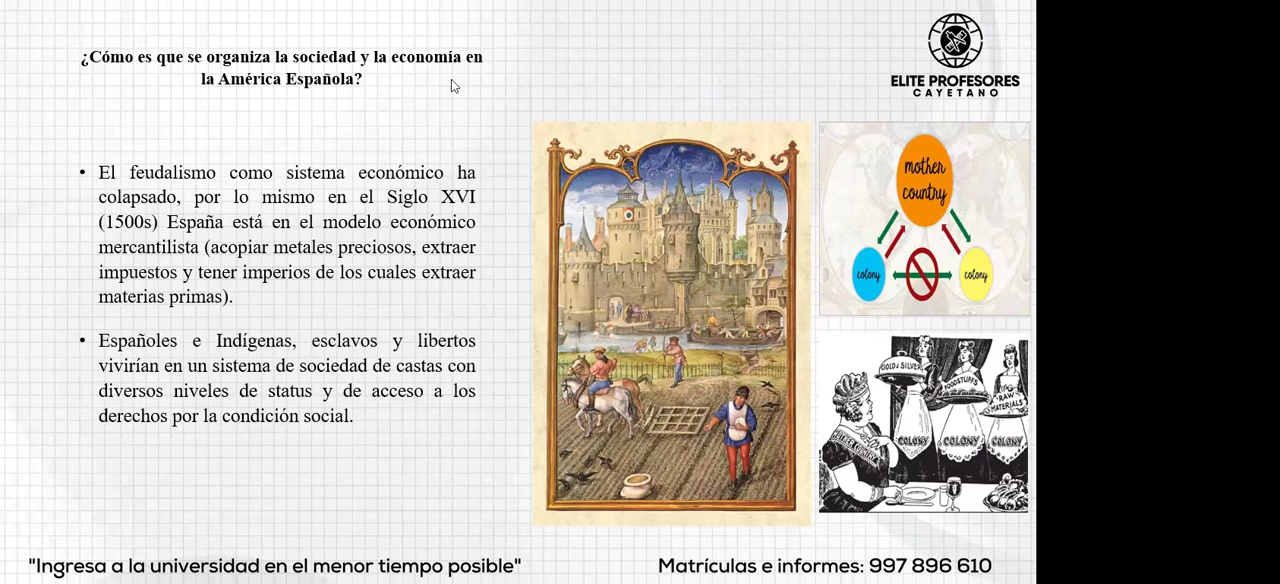 ¿Cómo es que se organiza la sociedad y la economía en
la América Española?
ELITE PROFESORES
CAYETANO
• El feudalismo como sistema económico ha
colapsado, por lo mismo en el Siglo XVI
(1500s) España está en el modelo económico
mercantilista (acopiar metales preciosos, extraer
impuestos y tener imperios de los cuales extraer
materias primas).
• Españoles e Indígenas, esclavos y libertos
vivirían en un sistema de sociedad de castas con
diversos niveles de status y de acceso a los
derechos por la condición social.
mother
country
colony
colony
GOLD & SILVER
FOODSTUFFS
RAW
MATERIALS
MOTHER COUNTRY
COLONY
COLONY
COLONY
"Ingresa a la universidad en el menor tiempo posible"
Matrículas e informes: 997 896 610